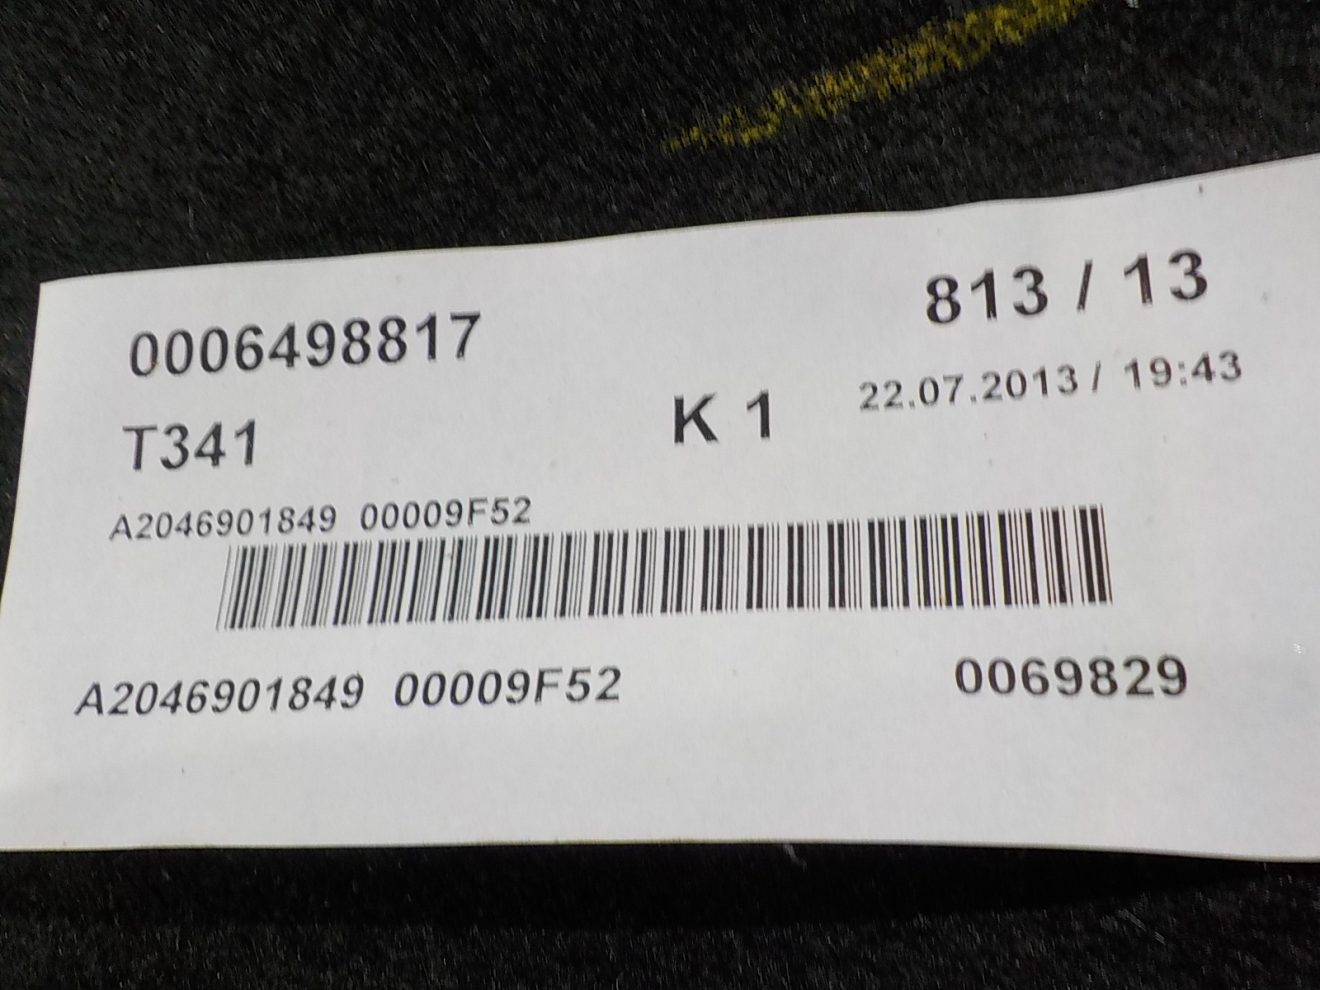 0006498817
813 / 13
T341
K 1
22.07.2013 / 19:43
A2046901849 00009F52
A2046901849 00009F52
0069829